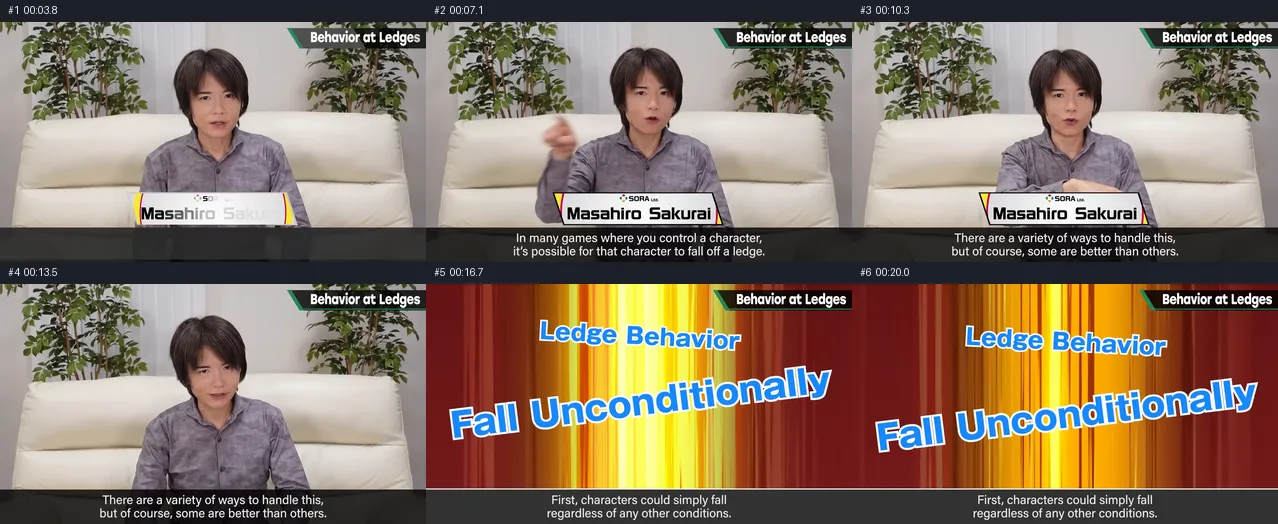 #1 00:03.8
Behavior at Ledges
Masahiro Sakur
#2 00:07.1
Behavior at Ledges
SORA Ltd.
Masahiro Sakurai
In many games where you control a character,
it's possible for that character to fall off a ledge.
#3 00:10.3
Behavior at Ledges
SORA Ltd.
Masahiro Sakurai
There are a variety of ways to handle this,
but of course, some are better than others.
#4 00:13.5
Behavior at Ledges
There are a variety of ways to handle this,
but of course, some are better than others.
#5 00:16.7
Behavior at Ledges
Ledge Behavior
Fall Unconditionally
First, characters could simply fall
regardless of any other conditions.
#6 00:20.0
Behavior at Ledges
Ledge Behavior
Fall Unconditionally
First, characters could simply fall
regardless of any other conditions.